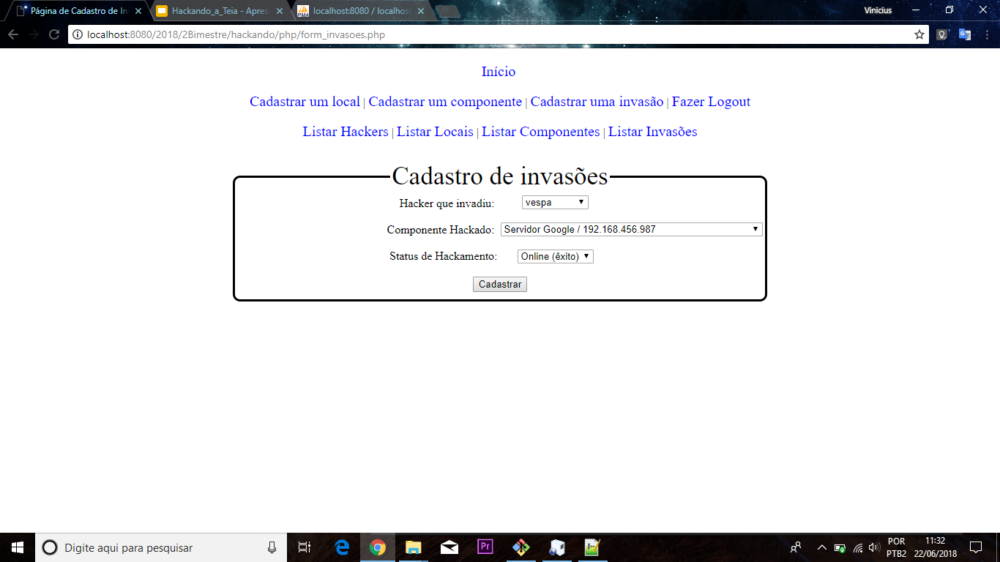 Página de Cadastro de In
Hackando_a_Teia - Apres
localhost:8080 / localhos
Vinicius
localhost:8080/2018/2Bimestre/hackando/php/form_invasoes.php
Início
Cadastrar um local | Cadastrar um componente | Cadastrar uma invasão | Fazer Logout
Listar Hackers | Listar Locais | Listar Componentes | Listar Invasões
Cadastro de invasões
Hacker que invadiu: vespa
Componente Hackado: Servidor Google / 192.168.456.987
Status de Hackamento: Online (êxito)
Cadastrar
Digite aqui para pesquisar
Pr
POR
PTB2
11:32
22/06/2018